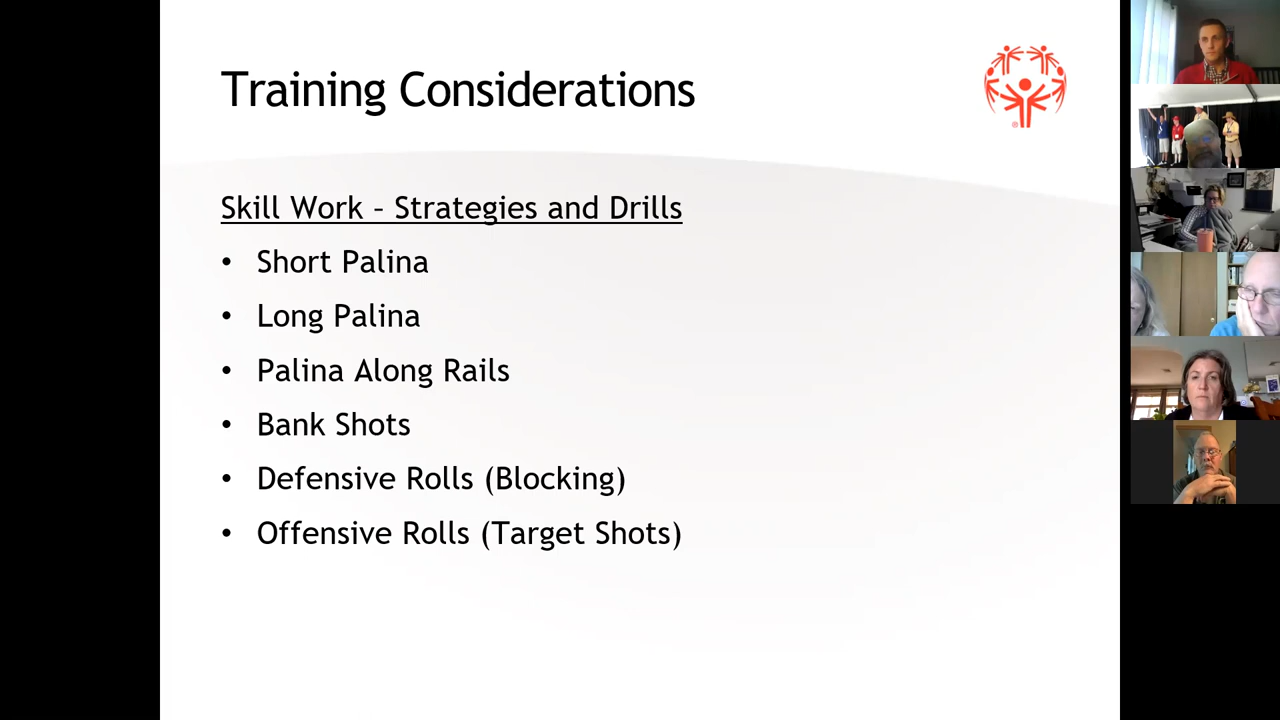 Training Considerations
Skill Work – Strategies and Drills
• Short Palina
• Long Palina
• Palina Along Rails
• Bank Shots
• Defensive Rolls (Blocking)
• Offensive Rolls (Target Shots)
®